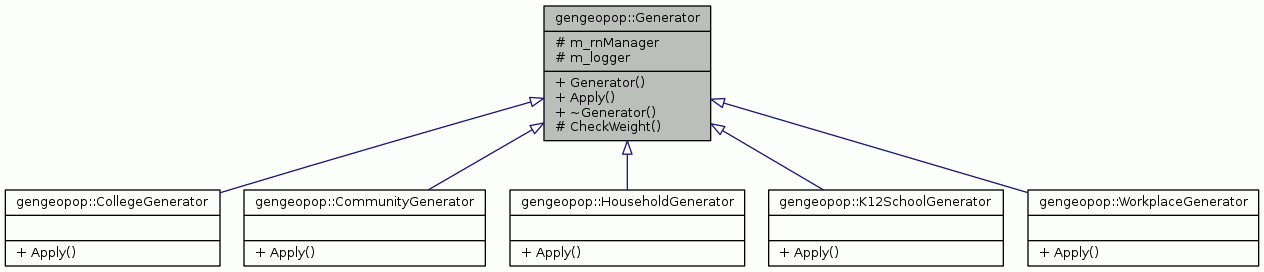 gengeopop::Generator
# m_rnManager
# m_logger
+ Generator()
+ Apply()
+ ~Generator()
# CheckWeight()
gengeopop::CollegeGenerator
+ Apply()
gengeopop::CommunityGenerator
+ Apply()
gengeopop::HouseholdGenerator
+ Apply()
gengeopop::K12SchoolGenerator
+ Apply()
gengeopop::WorkplaceGenerator
+ Apply()